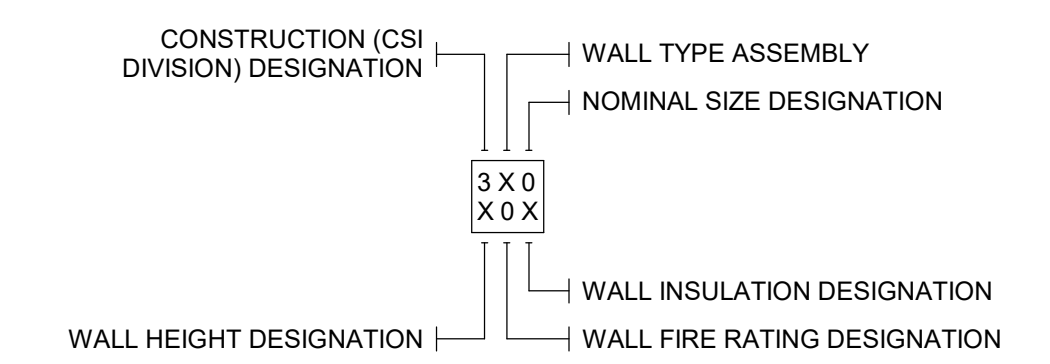 CONSTRUCTION (CSI
DIVISION) DESIGNATION
WALL TYPE ASSEMBLY
NOMINAL SIZE DESIGNATION
3 X 0
X 0 X
WALL INSULATION DESIGNATION
WALL HEIGHT DESIGNATION
WALL FIRE RATING DESIGNATION